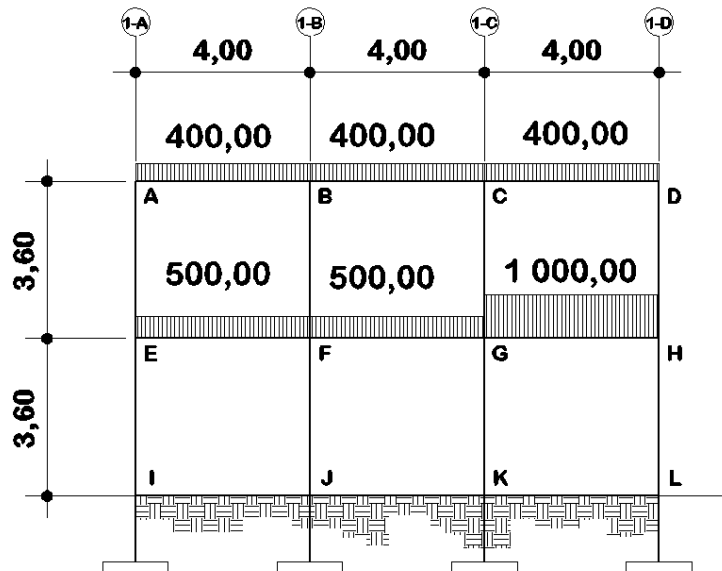 1-A 1-B 1-C 1-D
4,00 4,00 4,00
400,00 400,00 400,00
A B C D
3,60
500,00 500,00 1 000,00
E F G H
3,60
I J K L